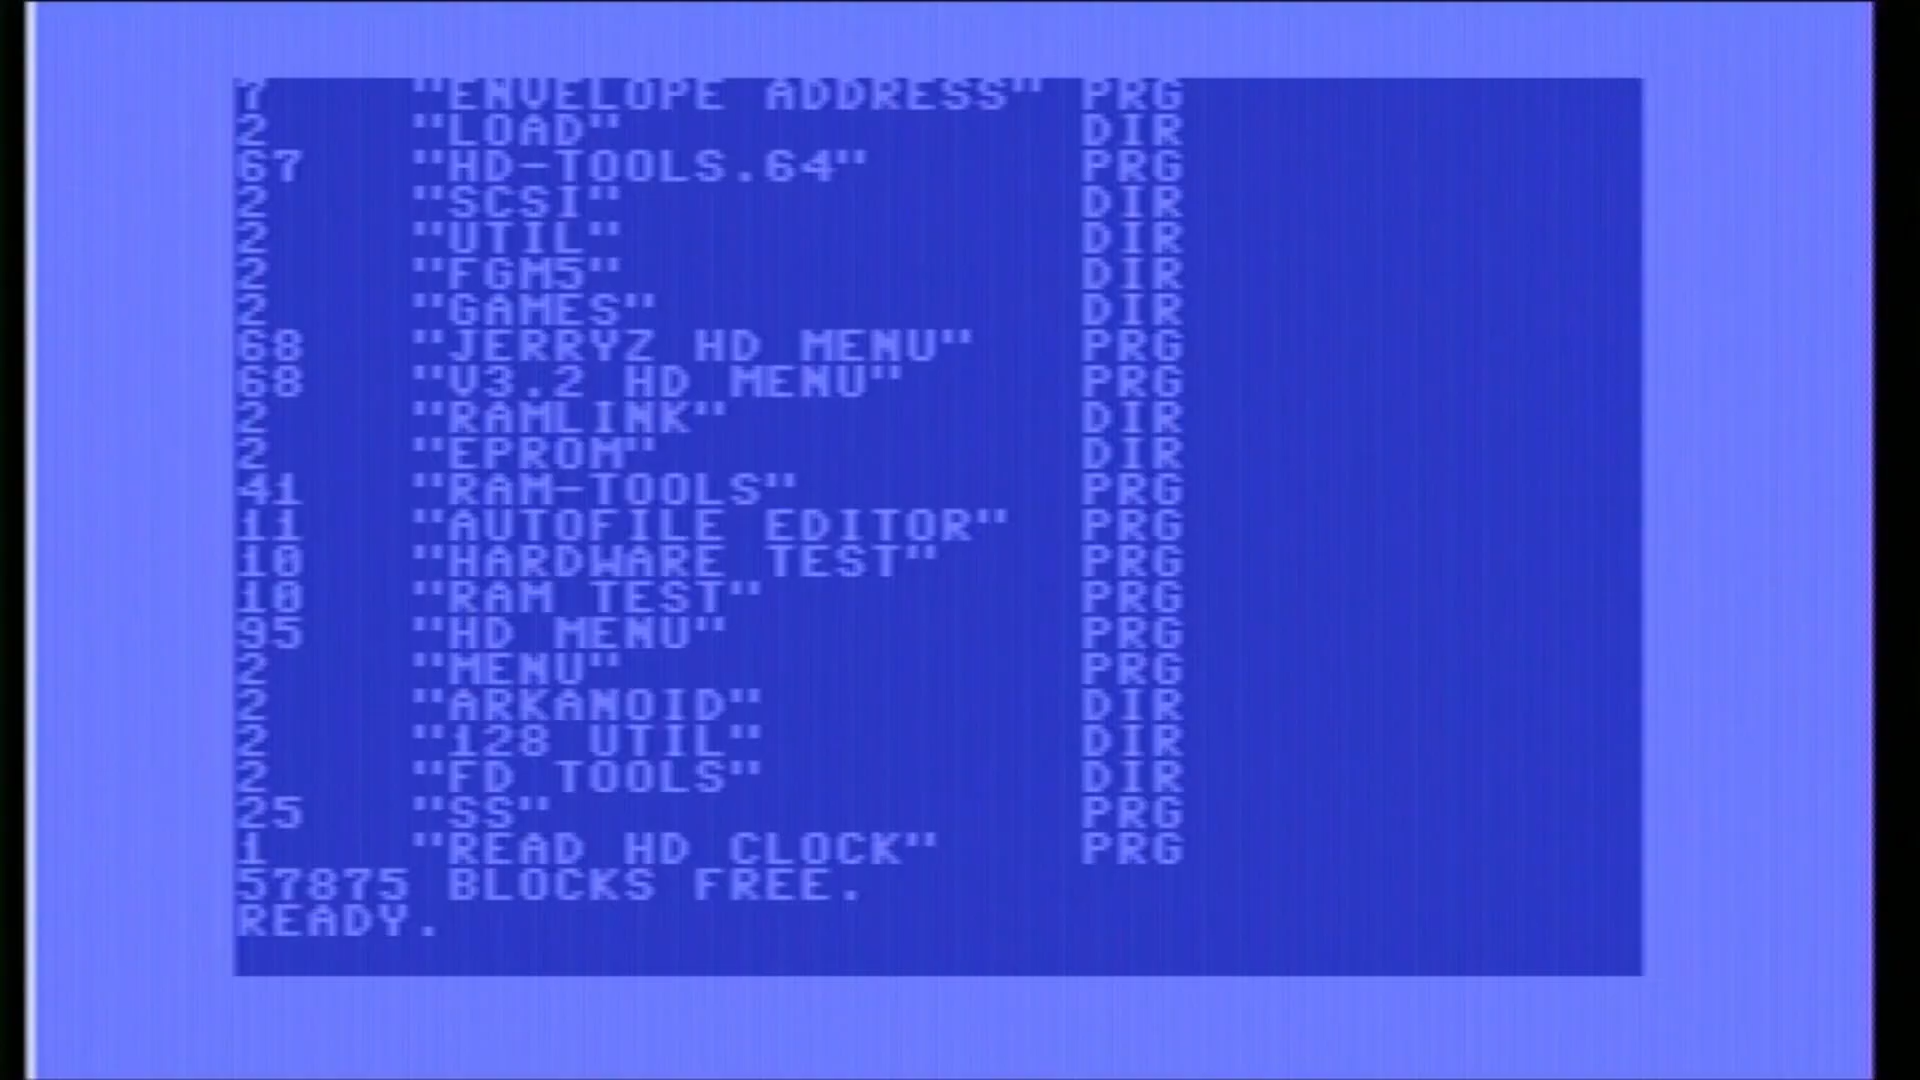 7 "ENVELOPE ADDRESS" PRG
2 "LOAD" DIR
67 "HD-TOOLS.64" PRG
2 "SCSI" DIR
2 "UTIL" DIR
2 "FGM5" DIR
2 "GAMES" DIR
68 "JERRYZ HD MENU" PRG
68 "V3.2 HD MENU" PRG
2 "RAMLINK" DIR
2 "EPROM" DIR
41 "RAM-TOOLS" PRG
11 "AUTOFILE EDITOR" PRG
10 "HARDWARE TEST" PRG
10 "RAM TEST" PRG
95 "HD MENU" PRG
2 "MENU" PRG
2 "ARKANOID" DIR
2 "128 UTIL" DIR
2 "FD TOOLS" DIR
25 "SS" PRG
1 "READ HD CLOCK" PRG
57875 BLOCKS FREE.
READY.